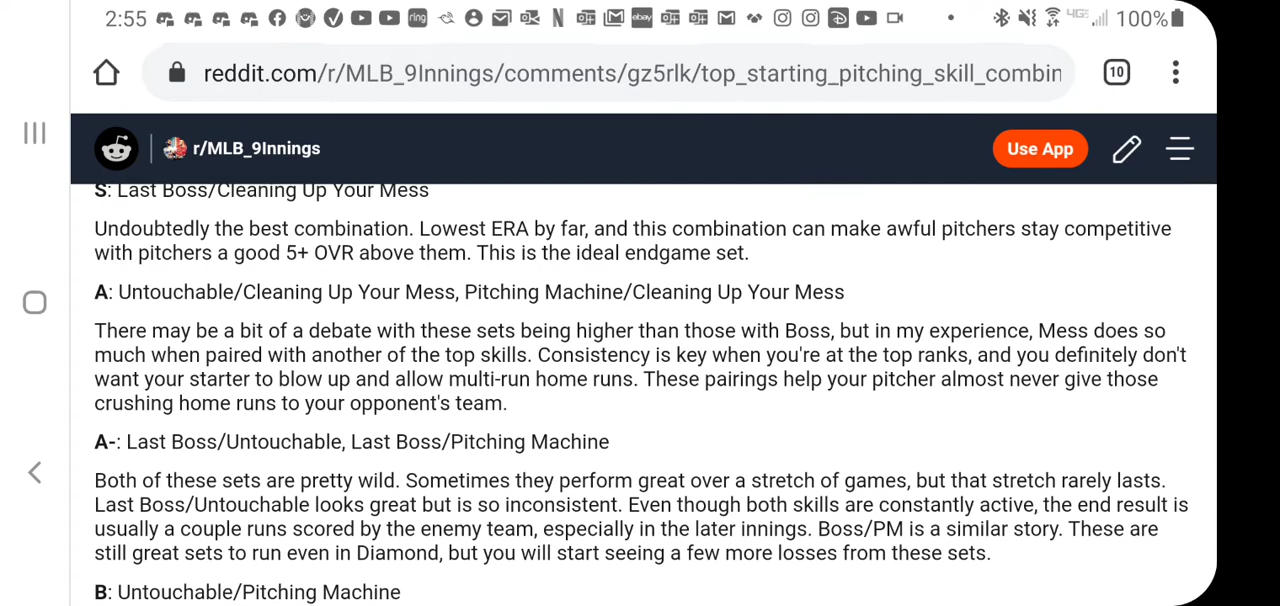 2:55 100%
reddit.com/r/MLB_9Innings/comments/gz5rlk/top_starting_pitching_skill_combin 10
r/MLB_9Innings Use App
S: Last Boss/Cleaning Up Your Mess
Undoubtedly the best combination. Lowest ERA by far, and this combination can make awful pitchers stay competitive
with pitchers a good 5+ OVR above them. This is the ideal endgame set.
A: Untouchable/Cleaning Up Your Mess, Pitching Machine/Cleaning Up Your Mess
There may be a bit of a debate with these sets being higher than those with Boss, but in my experience, Mess does so
much when paired with another of the top skills. Consistency is key when you're at the top ranks, and you definitely don't
want your starter to blow up and allow multi-run home runs. These pairings help your pitcher almost never give those
crushing home runs to your opponent's team.
A-: Last Boss/Untouchable, Last Boss/Pitching Machine
Both of these sets are pretty wild. Sometimes they perform great over a stretch of games, but that stretch rarely lasts.
Last Boss/Untouchable looks great but is so inconsistent. Even though both skills are constantly active, the end result is
usually a couple runs scored by the enemy team, especially in the later innings. Boss/PM is a similar story. These are
still great sets to run even in Diamond, but you will start seeing a few more losses from these sets.
B: Untouchable/Pitching Machine